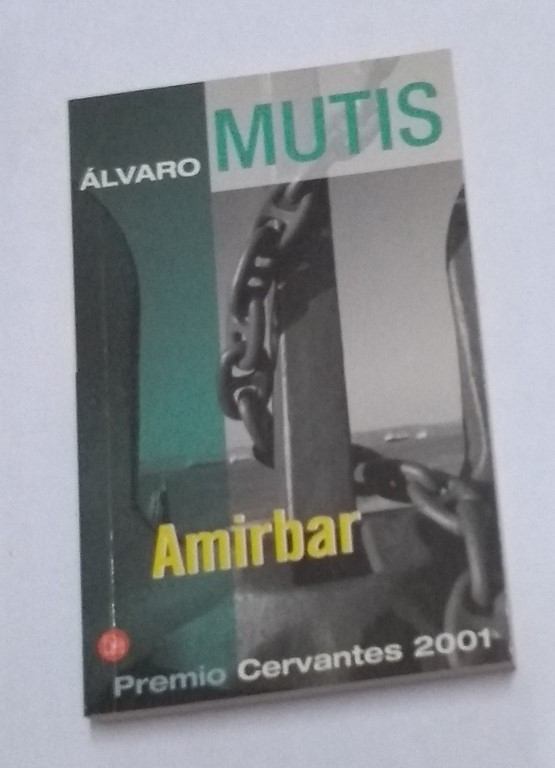 ÁLVARO MUTIS
Amirbar
Premio Cervantes 2001